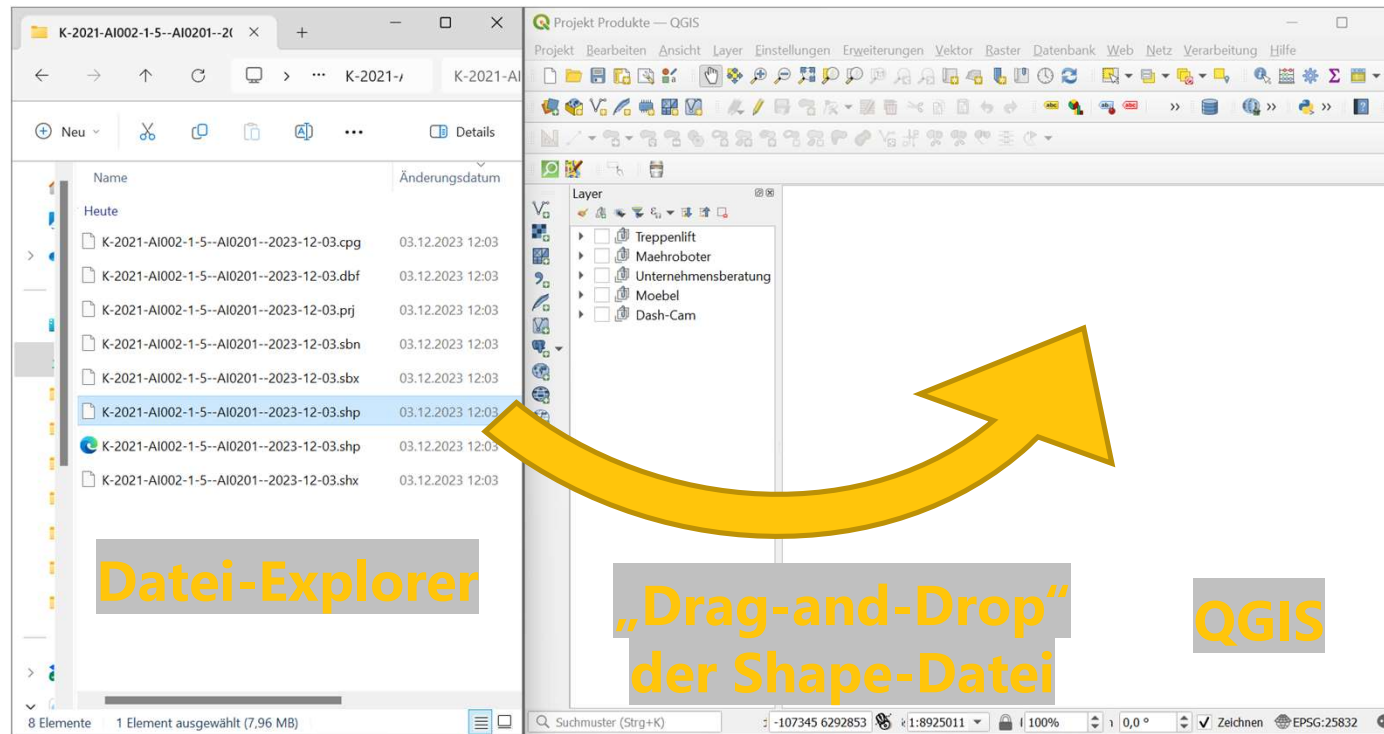 K-2021-AI002-1-5--AI0201--20
K-2021-
K-2021-AI
Neu
Details
Name
Änderungsdatum
Heute
K-2021-AI002-1-5--AI0201--2023-12-03.cpg 03.12.2023 12:03
K-2021-AI002-1-5--AI0201--2023-12-03.dbf 03.12.2023 12:03
K-2021-AI002-1-5--AI0201--2023-12-03.prj 03.12.2023 12:03
K-2021-AI002-1-5--AI0201--2023-12-03.sbn 03.12.2023 12:03
K-2021-AI002-1-5--AI0201--2023-12-03.sbx 03.12.2023 12:03
K-2021-AI002-1-5--AI0201--2023-12-03.shp 03.12.2023 12:03
K-2021-AI002-1-5--AI0201--2023-12-03.shp 03.12.2023 12:03
K-2021-AI002-1-5--AI0201--2023-12-03.shx 03.12.2023 12:03
Datei-Explorer
8 Elemente 1 Element ausgewählt (7,96 MB)
Projekt Produkte — QGIS
Projekt Bearbeiten Ansicht Layer Einstellungen Erweiterungen Vektor Raster Datenbank Web Netz Verarbeitung Hilfe
Layer
Treppenlift
Maehroboter
Unternehmensberatung
Moebel
Dash-Cam
„Drag-and-Drop“
der Shape-Datei
QGIS
Suchmuster (Strg+K) -107345 6292853 1:8925011 100% 0,0 ° Zeichnen EPSG:25832